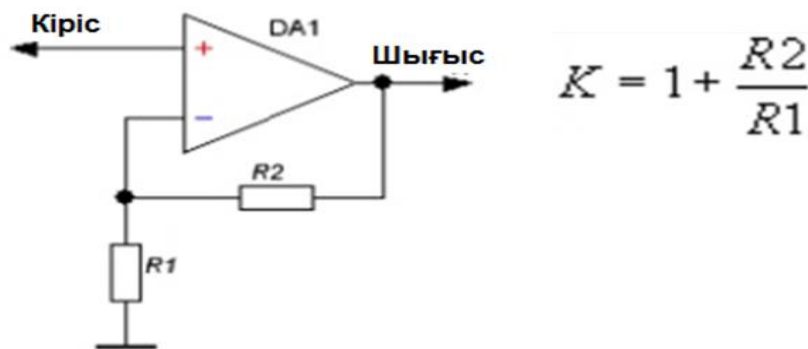 Кіріс
DA1
+
Шығыс
−
R2
R1
K = 1 + R2/R1